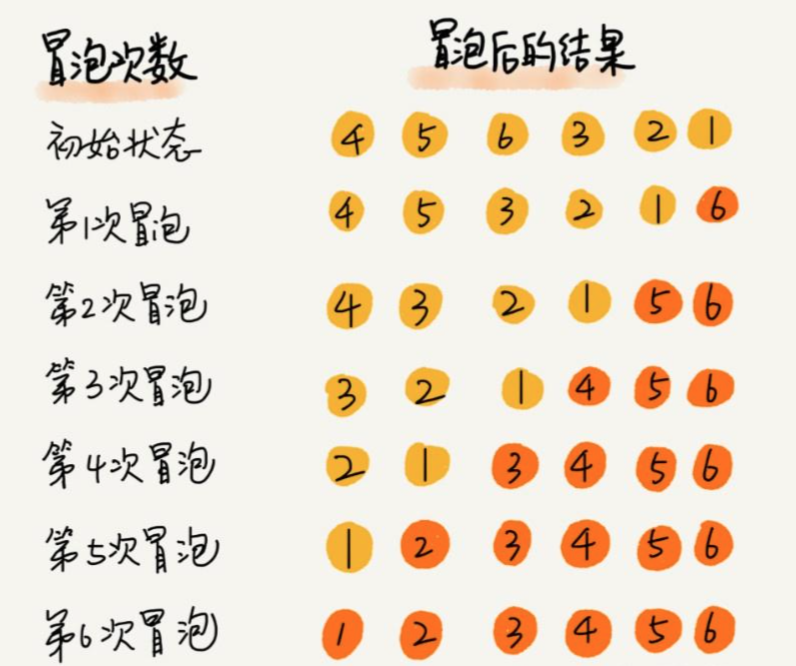 冒泡次数 冒泡后的结果
初始状态 4 5 6 3 2 1
第1次冒泡 4 5 3 2 1 6
第2次冒泡 4 3 2 1 5 6
第3次冒泡 3 2 1 4 5 6
第4次冒泡 2 1 3 4 5 6
第5次冒泡 1 2 3 4 5 6
第6次冒泡 1 2 3 4 5 6